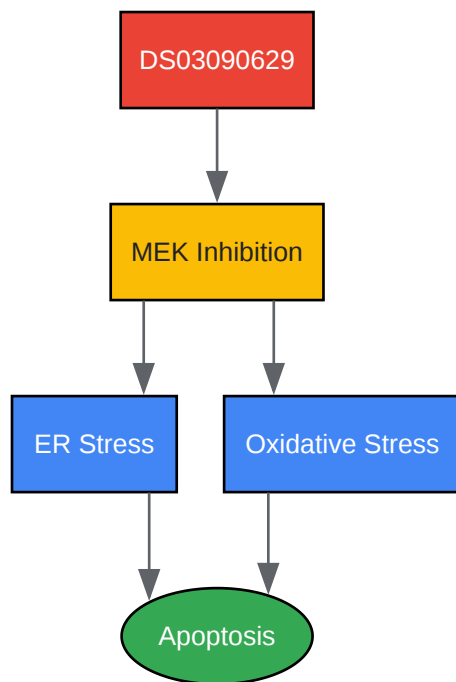 DS03090629
MEK Inhibition
ER Stress
Oxidative Stress
Apoptosis